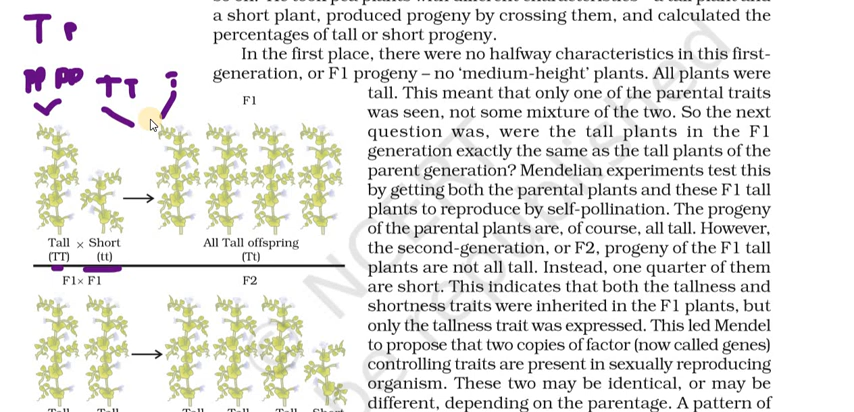 T P
PP PP TT
a short plant, produced progeny by crossing them, and calculated the
percentages of tall or short progeny.
In the first place, there were no halfway characteristics in this first-
generation, or F1 progeny – no ‘medium-height’ plants. All plants were
tall. This meant that only one of the parental traits
was seen, not some mixture of the two. So the next
question was, were the tall plants in the F1
generation exactly the same as the tall plants of the
parent generation? Mendelian experiments test this
by getting both the parental plants and these F1 tall
plants to reproduce by self-pollination. The progeny
of the parental plants are, of course, all tall. However,
the second-generation, or F2, progeny of the F1 tall
plants are not all tall. Instead, one quarter of them
are short. This indicates that both the tallness and
shortness traits were inherited in the F1 plants, but
only the tallness trait was expressed. This led Mendel
to propose that two copies of factor (now called genes)
controlling traits are present in sexually reproducing
organism. These two may be identical, or may be
different, depending on the parentage. A pattern of
F1
Tall × Short
(TT) (tt)
All Tall offspring
(Tt)
F1× F1
F2
© NCERT
be republished